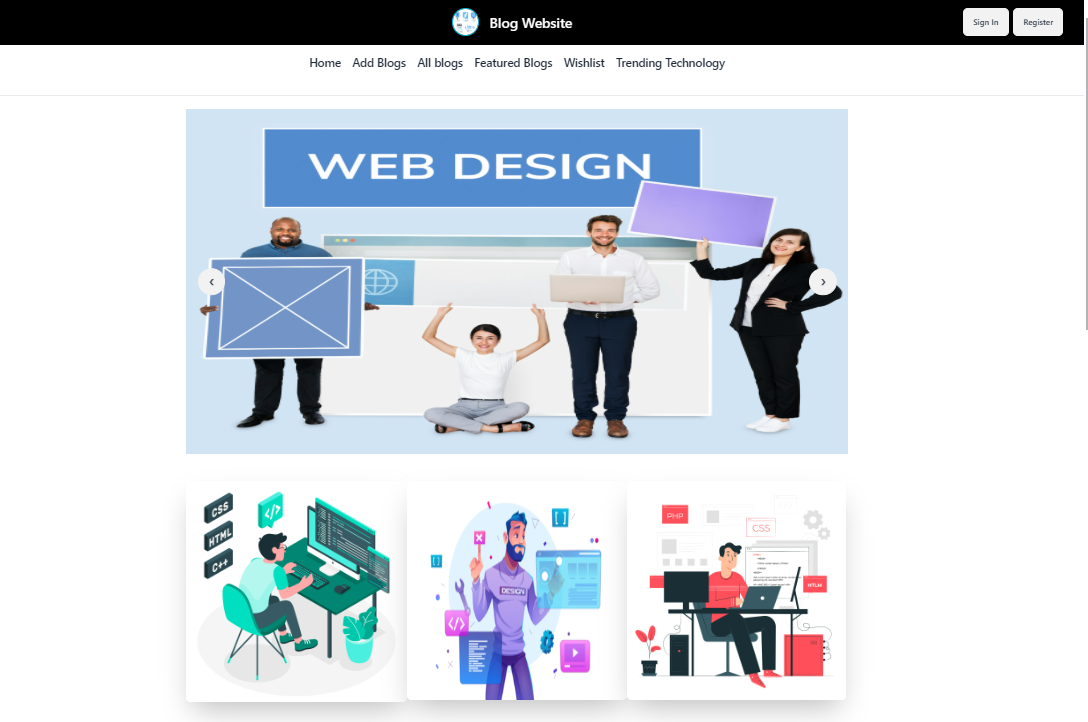 Blog Website
Sign In
Register
Home Add Blogs All blogs Featured Blogs Wishlist Trending Technology
WEB DESIGN
‹
›
CSS
HTML
C++
</>
[ ]
[ ]
DESIGN
</>
PHP
CSS
HTLM